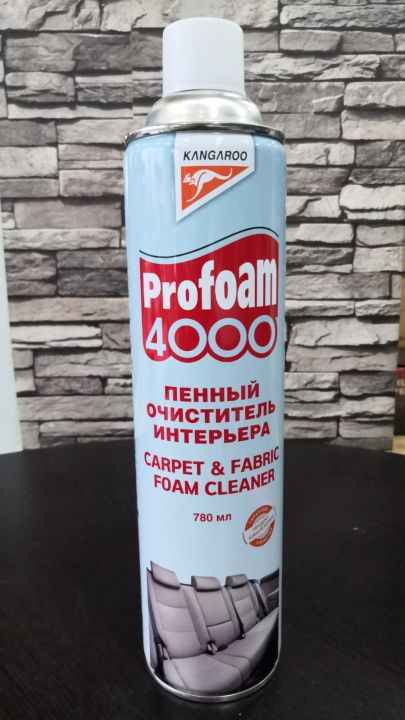 KANGAROO
Profoam
4000
ПЕННЫЙ
ОЧИСТИТЕЛЬ
ИНТЕРЬЕРА
CARPET & FABRIC
FOAM CLEANER
780 мл